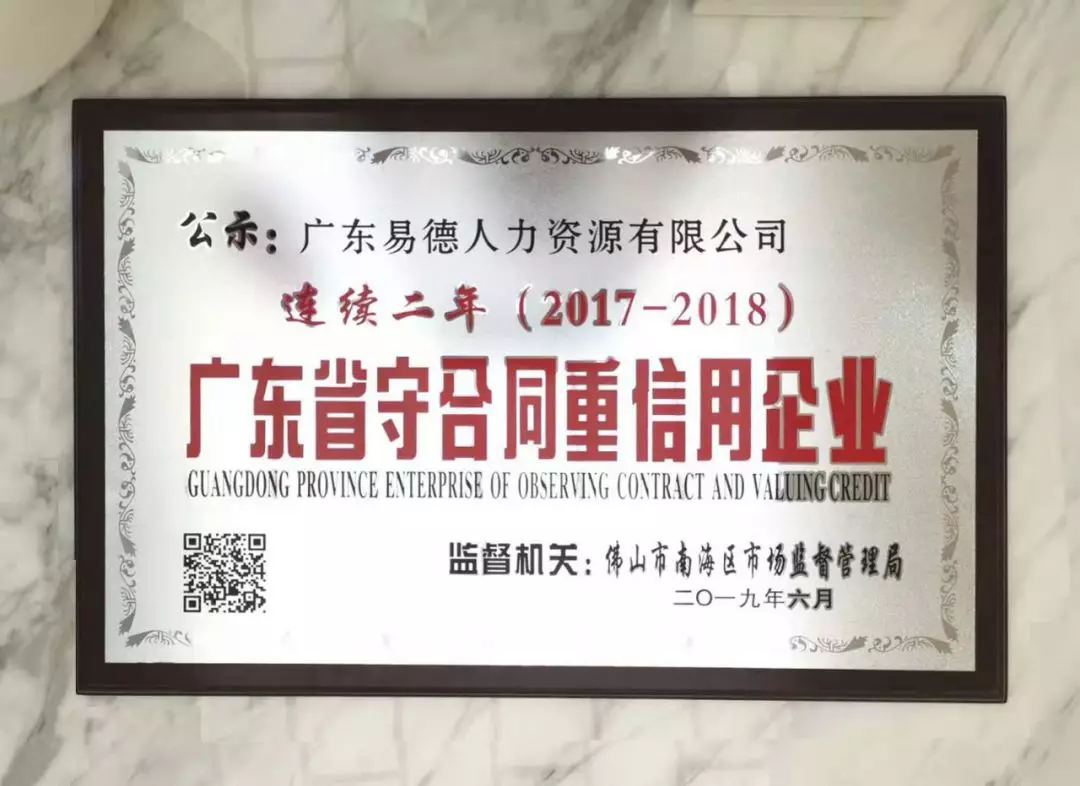 公示：广东易德人力资源有限公司
连续二年（2017-2018）
广东省守合同重信用企业
GUANGDONG PROVINCE ENTERPRISE OF OBSERVING CONTRACT AND VALUING CREDIT
监督机关：佛山市南海区市场监督管理局
二〇一九年六月